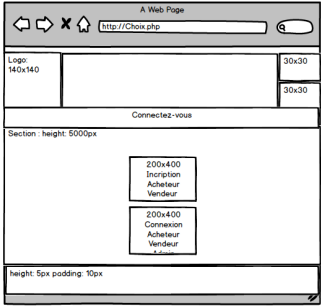 A Web Page
http://Choix.php
Logo:
140x140
30x30
30x30
Connectez-vous
Section : height: 5000px
200x400
Incription
Acheteur
Vendeur
200x400
Connexion
Acheteur
Vendeur
Admin
height: 5px padding: 10px